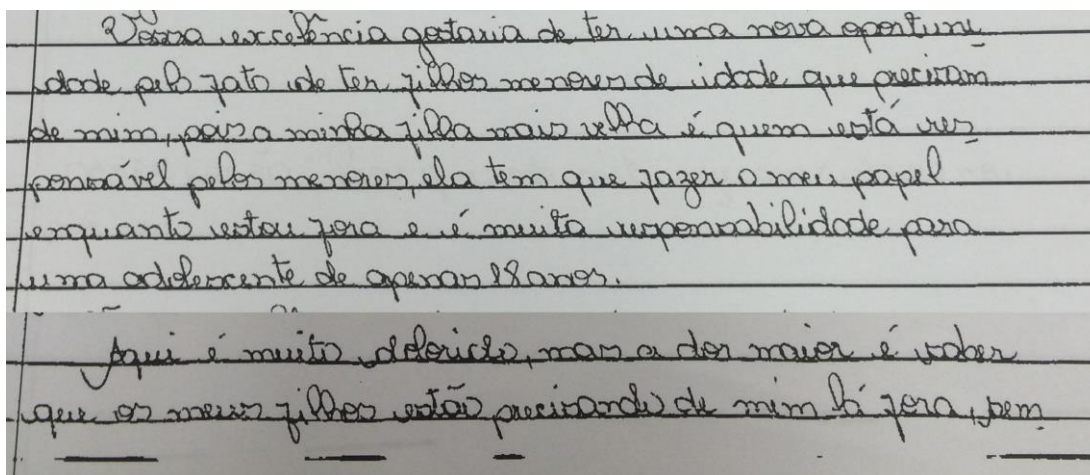 Vossa excelência gostaria de ter uma nova oportuni
dade pelo fato de ter filhos menores de idade que precisam
de mim, pois a minha filha mais velha é quem está res
ponsável pelos menores, ela tem que fazer o meu papel
enquanto estou fora e é muita responsabilidade para
uma adolescente de apenas 18 anos.
Aqui é muito dolorido, mas a dor maior é saber
que os meus filhos estão precisando de mim lá fora, sem